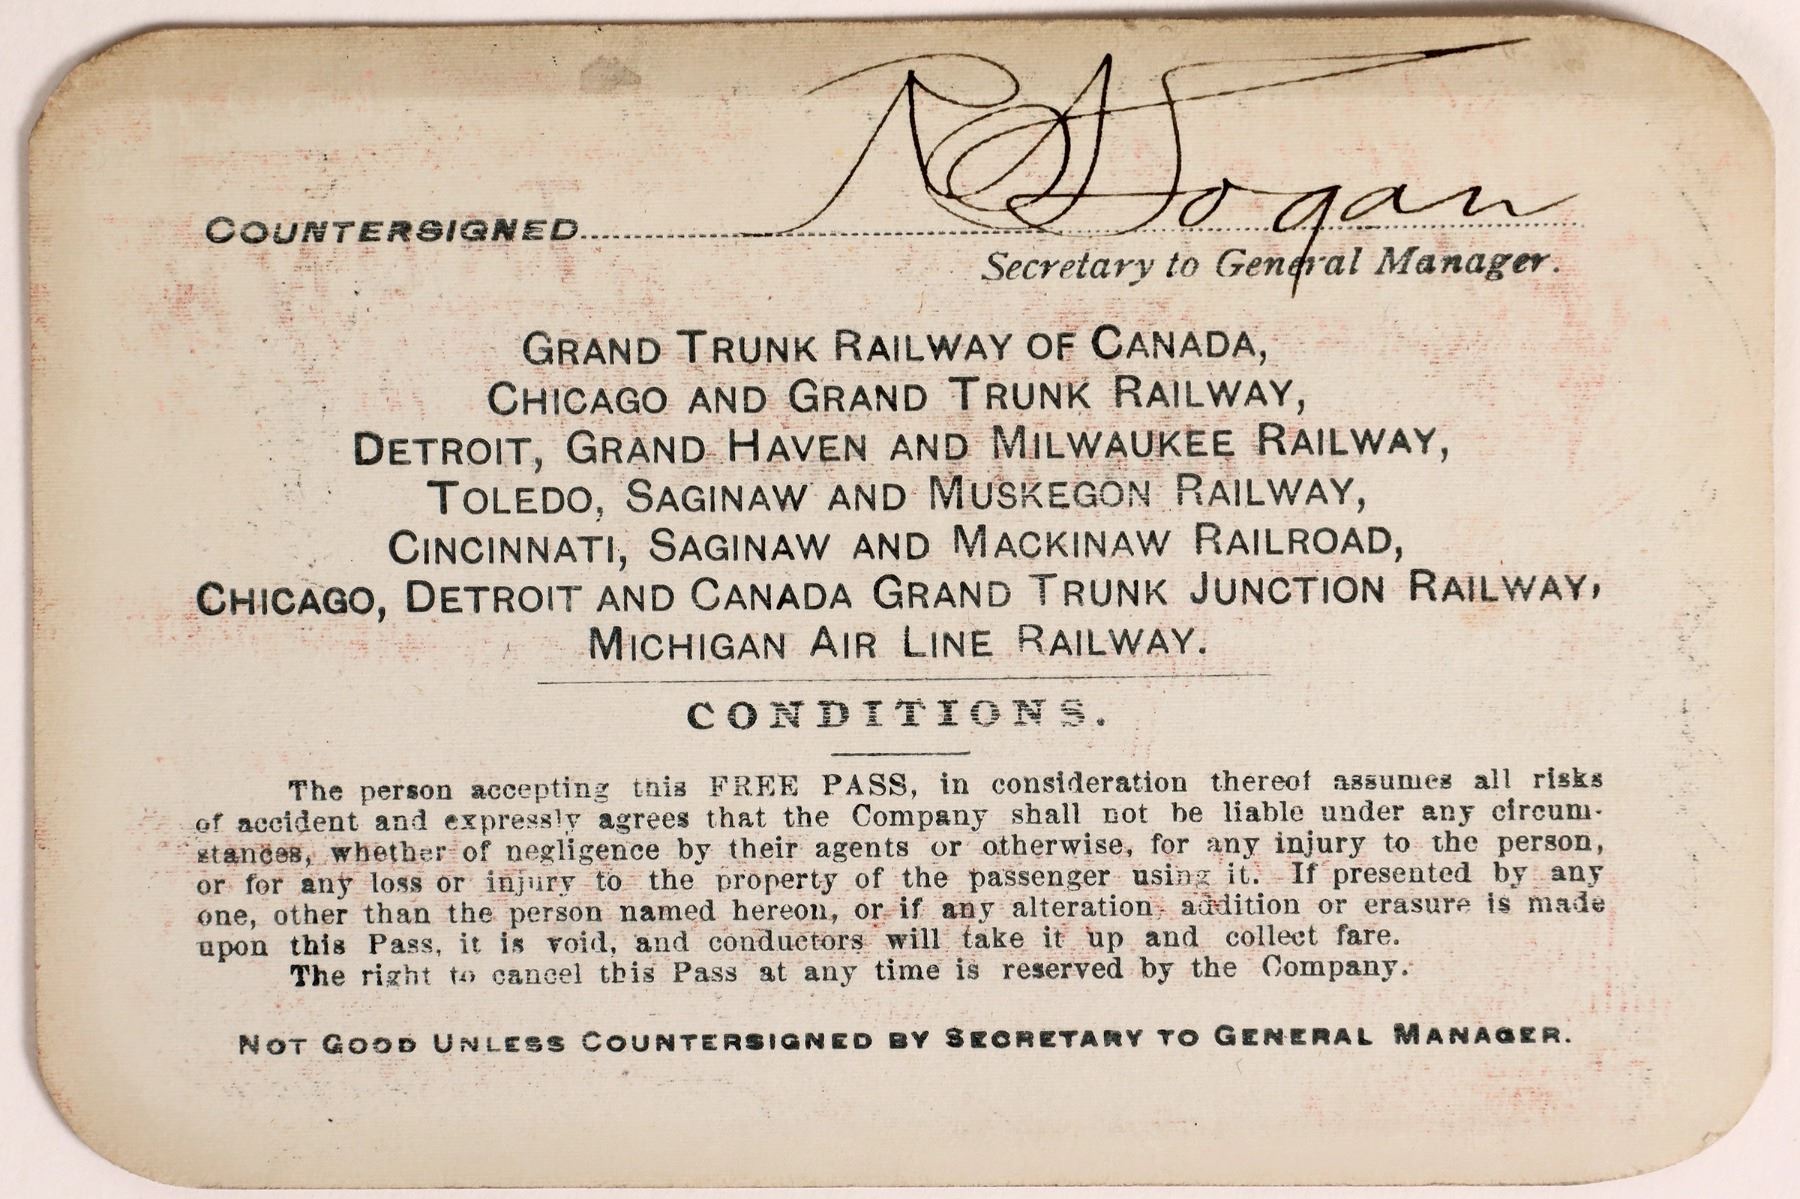 COUNTERSIGNED
Secretary to General Manager.
GRAND TRUNK RAILWAY OF CANADA,
CHICAGO AND GRAND TRUNK RAILWAY,
DETROIT, GRAND HAVEN AND MILWAUKEE RAILWAY,
TOLEDO, SAGINAW AND MUSKEGON RAILWAY,
CINCINNATI, SAGINAW AND MACKINAW RAILROAD,
CHICAGO, DETROIT AND CANADA GRAND TRUNK JUNCTION RAILWAY,
MICHIGAN AIR LINE RAILWAY.
CONDITIONS.
The person accepting this FREE PASS, in consideration thereof assumes all risks
of accident and expressly agrees that the Company shall not be liable under any circum-
stances, whether of negligence by their agents or otherwise, for any injury to the person,
or for any loss or injury to the property of the passenger using it. If presented by any
one, other than the person named hereon, or if any alteration, addition or erasure is made
upon this Pass, it is void, and conductors will take it up and collect fare.
The right to cancel this Pass at any time is reserved by the Company.
NOT GOOD UNLESS COUNTERSIGNED BY SECRETARY TO GENERAL MANAGER.